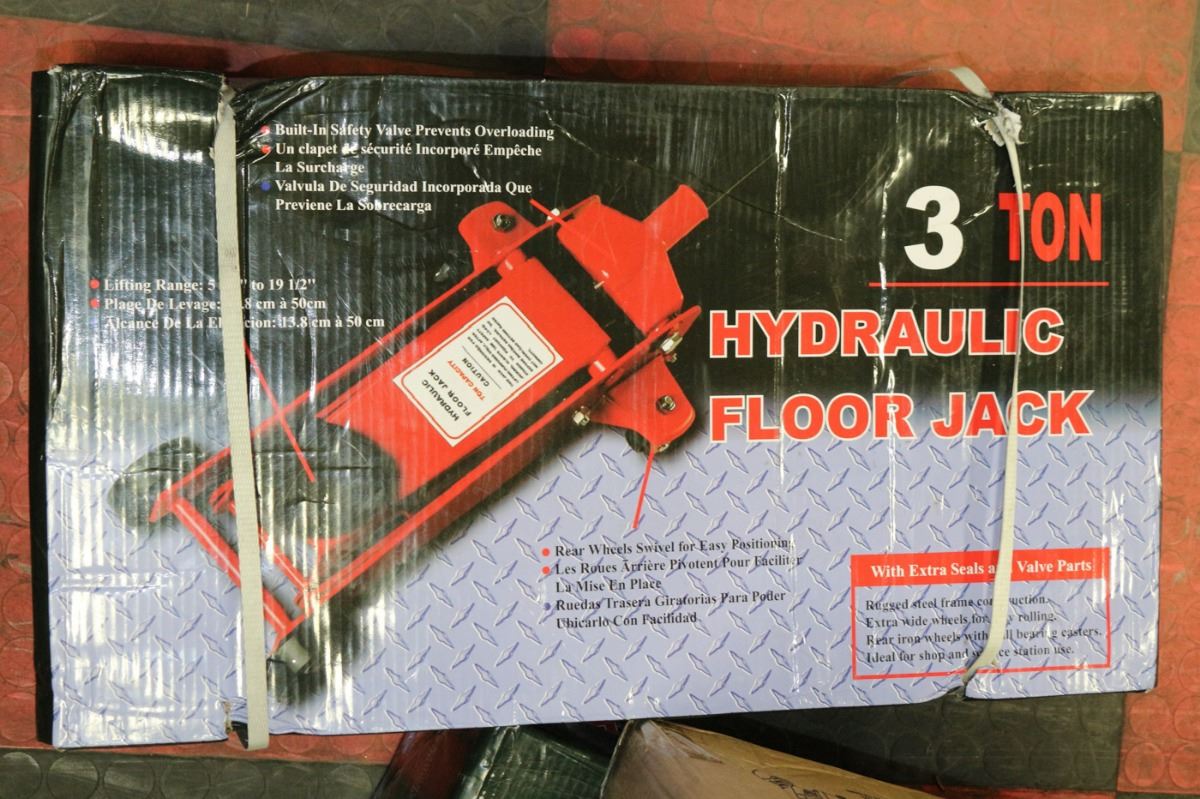 Built-In Safety Valve Prevents Overloading
Un clapet de sécurité Incorporé Empêche
La Surcharge
Valvula De Seguridad Incorporada Que
Previene La Sobrecarga
Lifting Range: 5 " to 19 1/2"
Plage De Levage: .8 cm à 50cm
Alcance De La 13.8 cm à 50 cm
3 TON
HYDRAULIC
FLOOR JACK
HYDRAULIC
FLOOR JACK
TON CAPACITY
CAUTION
Rear Wheels Swivel for Easy Positioning
Les Roues Arrière Pivotent Pour Faciliter
La Mise En Place
Ruedas Trasera Giratorias Para Poder
Ubicarlo Con Facilidad
With Extra Seals Valve Parts
Rugged steel frame construction.
Extra wide wheels for rolling.
Rear iron wheels with bearing casters.
Ideal for shop and station use.